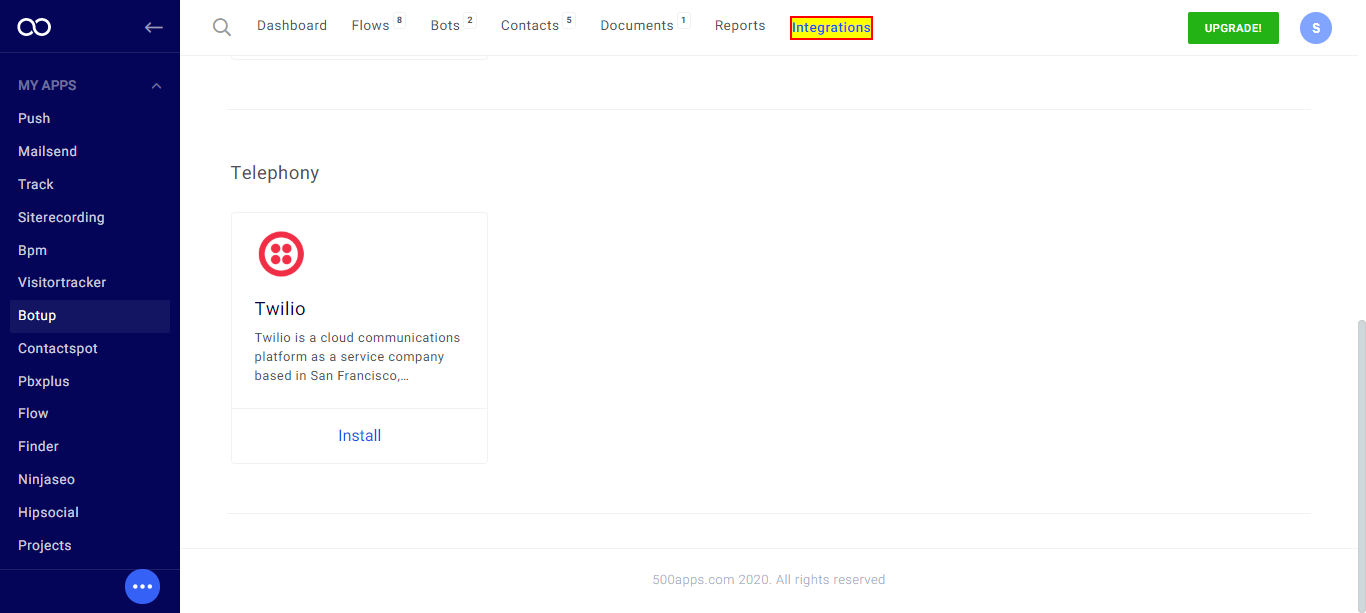 Dashboard Flows 8 Bots 2 Contacts 5 Documents 1 Reports Integrations UPGRADE! S
MY APPS
Push
Mailsend
Track
Siterecording
Bpm
Visitortracker
Botup
Contactspot
Pbxplus
Flow
Finder
Ninjaseo
Hipsocial
Projects
Telephony
Twilio
Twilio is a cloud communications
platform as a service company
based in San Francisco,...
Install
500apps.com 2020. All rights reserved